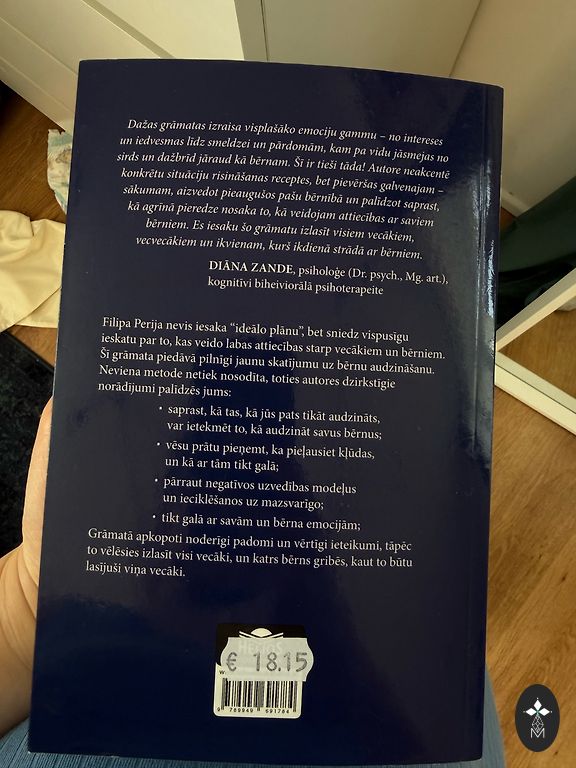 Dažas grāmatas izraisa visplašāko emociju gammu – no intereses
un iedvesmas līdz smeldzei un pārdomām, kam pa vidu jāsmejas no
sirds un dažbrīd jāraud kā bērnam. Šī ir tieši tāda! Autore neakcentē
konkrētu situāciju risināšanas receptes, bet pievēršas galvenajam –
sākumam, aizvedot pieaugušos pašu bērnībā un palīdzot saprast,
kā agrīnā pieredze nosaka to, kā veidojam attiecības ar saviem
bērniem. Es iesaku šo grāmatu izlasīt visiem vecākiem,
vecvecākiem un ikvienam, kurš ikdienā strādā ar bērniem.
DIĀNA ZANDE, psiholoģe (Dr. psych., Mg. art.),
kognitīvi biheiviorālā psihoterapeite
Filipa Perija nevis iesaka “ideālo plānu”, bet sniedz vispusīgu
ieskatu par to, kas veido labas attiecības starp vecākiem un bērniem.
Šī grāmata piedāvā pilnīgi jaunu skatījumu uz bērnu audzināšanu.
Neviena metode netiek nosodīta, toties autores dzirkstīgie
norādījumi palīdzēs jums:
• saprast, kā tas, kā jūs pats tikāt audzināts,
var ietekmēt to, kā audzināt savus bērnus;
• vēsu prātu pieņemt, ka pieļausiet kļūdas,
un kā ar tām tikt galā;
• pārraut negatīvos uzvedības modeļus
un ieciklēšanos uz mazsvarīgo;
• tikt galā ar savām un bērna emocijām;
Grāmatā apkopoti noderīgi padomi un vērtīgi ieteikumi, tāpēc
to vēlēsies izlasīt visi vecāki, un katrs bērns gribēs, kaut to būtu
lasījuši viņa vecāki.
€ 18.15
9 789949 691784
M